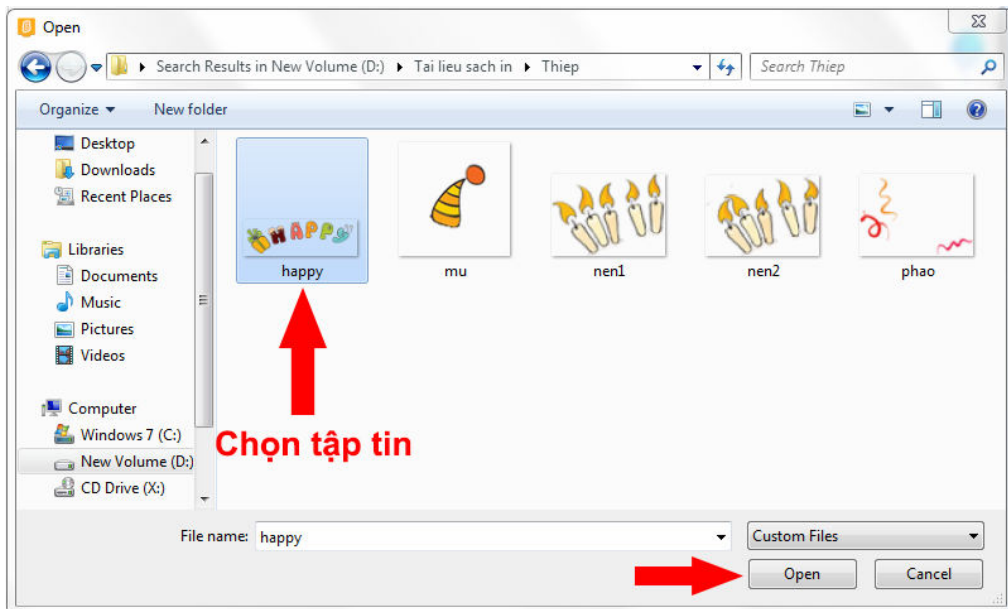 Open
Search Results in New Volume (D:) Tai lieu sach in Thiep
Search Thiep
Organize New folder
Desktop
Downloads
Recent Places
Libraries
Documents
Music
Pictures
Videos
Computer
Windows 7 (C:)
New Volume (D:)
CD Drive (X:)
HAPPY
happy mu nen1 nen2 phao
Chọn tập tin
File name: happy Custom Files
Open Cancel